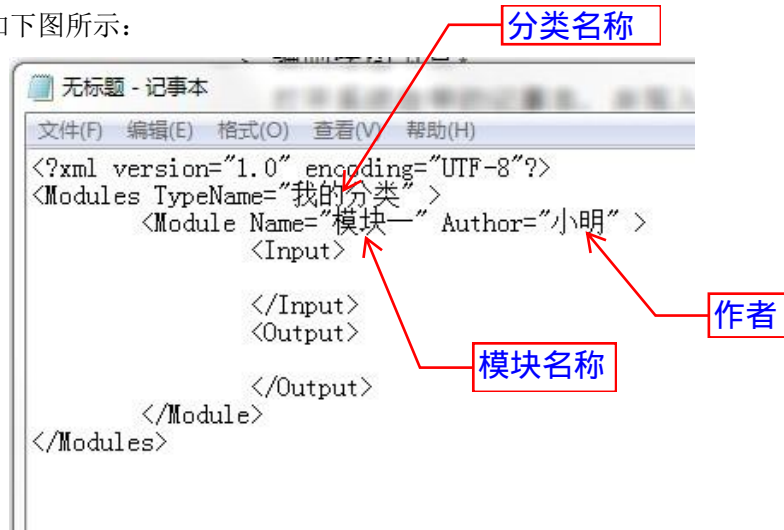 如下图所示：
分类名称
无标题 - 记事本
文件(F) 编辑(E) 格式(O) 查看(V) 帮助(H)
<?xml version="1.0" encoding="UTF-8"?>
<Modules TypeName="我的分类" >
<Module Name="模块一" Author="小明" >
<Input>
</Input>
作者
<Output>
模块名称
</Output>
</Module>
</Modules>